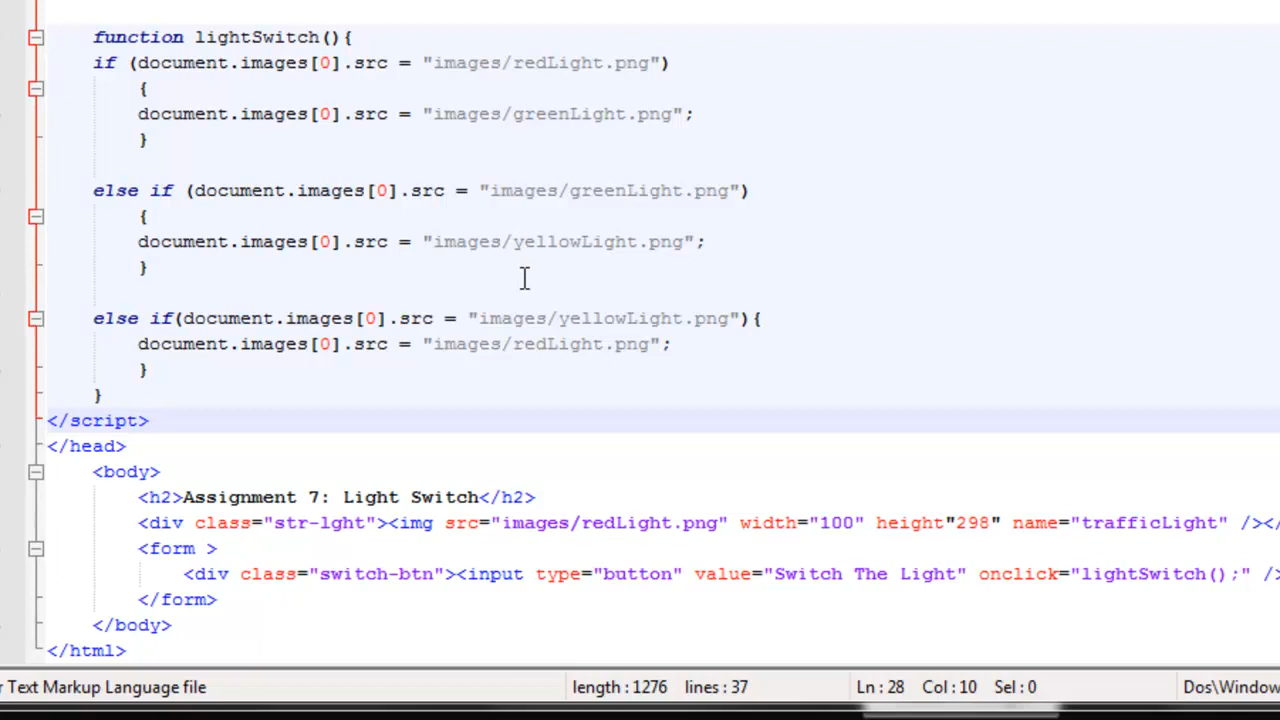 function lightSwitch(){
if (document.images[0].src = "images/redLight.png")
{
document.images[0].src = "images/greenLight.png";
}
else if (document.images[0].src = "images/greenLight.png")
{
document.images[0].src = "images/yellowLight.png";
}
else if(document.images[0].src = "images/yellowLight.png"){
document.images[0].src = "images/redLight.png";
}
}
</script>
</head>
<body>
<h2>Assignment 7: Light Switch</h2>
<div class="str-lght"><img src="images/redLight.png" width="100" height"298" name="trafficLight" /></
<form >
<div class="switch-btn"><input type="button" value="Switch The Light" onclick="lightSwitch();" />
</form>
</body>
</html>
r Text Markup Language file length : 1276 lines : 37 Ln : 28 Col : 10 Sel : 0 Dos\Window